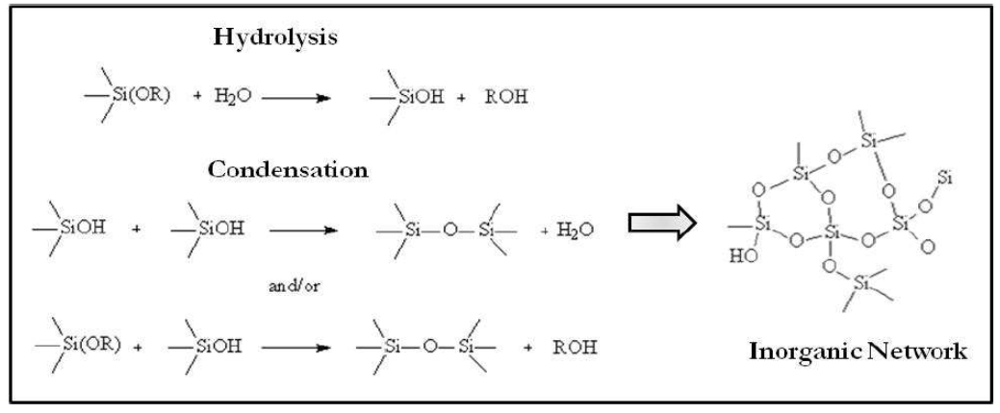 Hydrolysis
Si(OR) + H₂O SiOH + ROH
Condensation
SiOH + SiOH Si O Si + H₂O
and/or
Si(OR) + SiOH Si O Si + ROH
Si
Si O
Si O Si
O O O O
Si O Si O Si O
HO O
Si
Inorganic Network